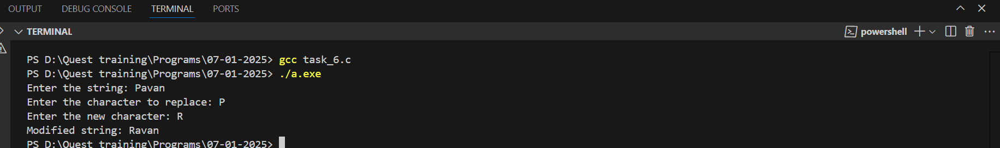 OUTPUT DEBUG CONSOLE TERMINAL PORTS
TERMINAL powershell
PS D:\Quest training\Programs\07-01-2025> gcc task_6.c
PS D:\Quest training\Programs\07-01-2025> ./a.exe
Enter the string: Pavan
Enter the character to replace: P
Enter the new character: R
Modified string: Ravan
PS D:\Quest training\Programs\07-01-2025>